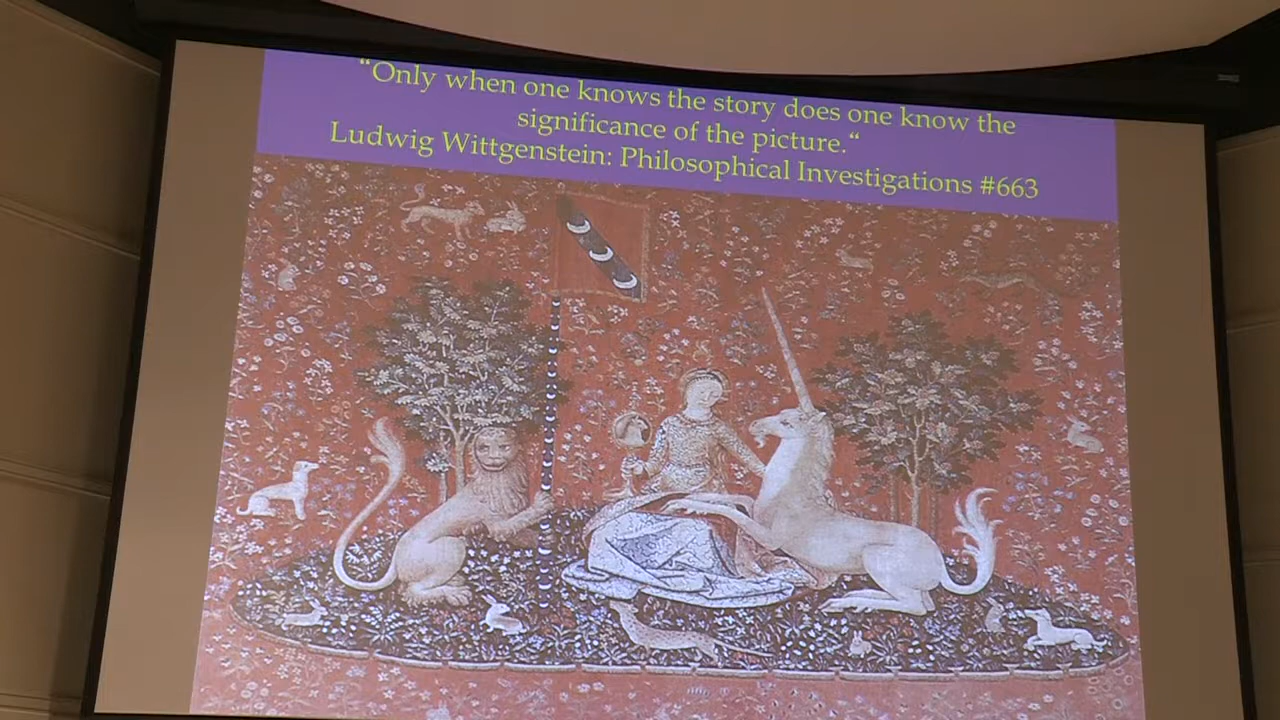 “Only when one knows the story does one know the
significance of the picture.“
Ludwig Wittgenstein: Philosophical Investigations #663